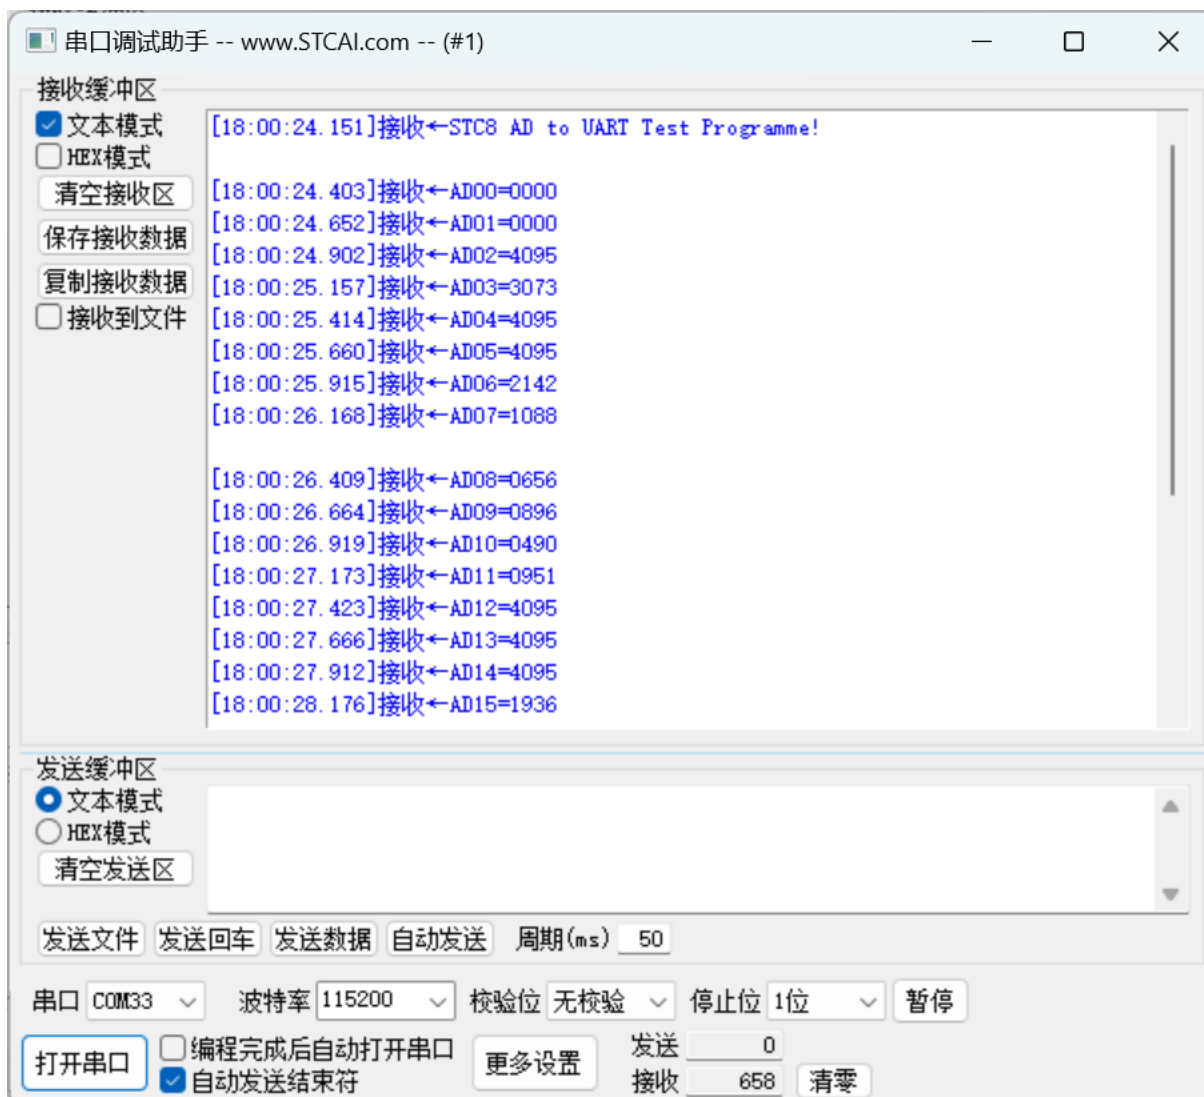 串口调试助手 -- www.STCAI.com -- (#1)
接收缓冲区
文本模式
HEX模式
清空接收区
保存接收数据
复制接收数据
接收到文件
[18:00:24.151]接收←STC8 AD to UART Test Programme!
[18:00:24.403]接收←AD00=0000
[18:00:24.652]接收←AD01=0000
[18:00:24.902]接收←AD02=4095
[18:00:25.157]接收←AD03=3073
[18:00:25.414]接收←AD04=4095
[18:00:25.660]接收←AD05=4095
[18:00:25.915]接收←AD06=2142
[18:00:26.168]接收←AD07=1088
[18:00:26.409]接收←AD08=0656
[18:00:26.664]接收←AD09=0896
[18:00:26.919]接收←AD10=0490
[18:00:27.173]接收←AD11=0951
[18:00:27.423]接收←AD12=4095
[18:00:27.666]接收←AD13=4095
[18:00:27.912]接收←AD14=4095
[18:00:28.176]接收←AD15=1936
发送缓冲区
文本模式
HEX模式
清空发送区
发送文件 发送回车 发送数据 自动发送 周期(ms) 50
串口 COM33 波特率 115200 校验位 无校验 停止位 1位 暂停
打开串口 编程完成后自动打开串口 更多设置 发送 0
自动发送结束符 接收 658 清零